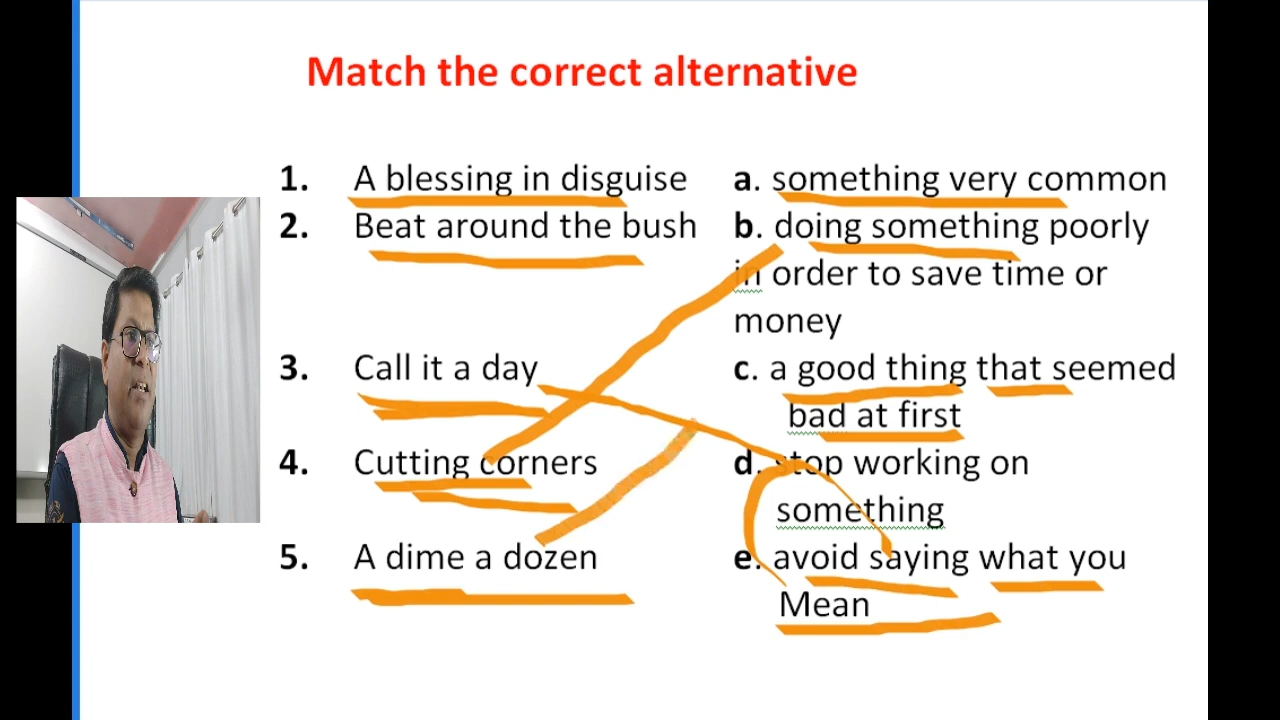 Match the correct alternative
1. A blessing in disguise a. something very common
2. Beat around the bush b. doing something poorly
in order to save time or
money
3. Call it a day c. a good thing that seemed
bad at first
4. Cutting corners d. stop working on
something
5. A dime a dozen e. avoid saying what you
Mean